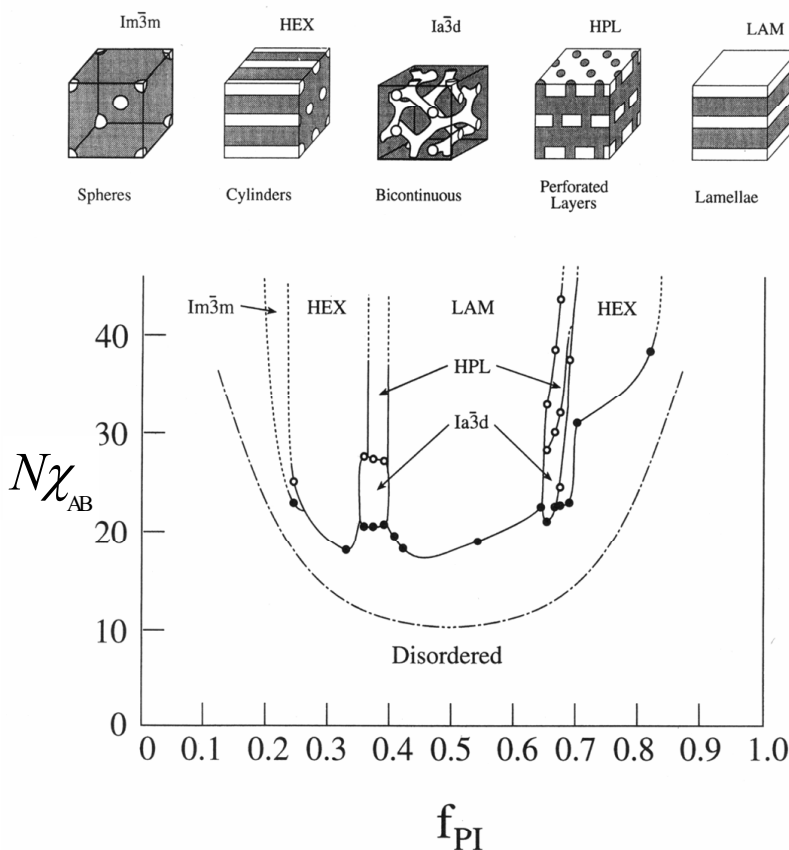 Im3̄m HEX Ia3̄d HPL LAM
Spheres Cylinders Bicontinuous Perforated Layers Lamellae
Im3̄m HEX LAM HEX
40
HPL
30
Ia3̄d
NχAB
20
10
Disordered
0
0 0.1 0.2 0.3 0.4 0.5 0.6 0.7 0.8 0.9 1.0
fPI